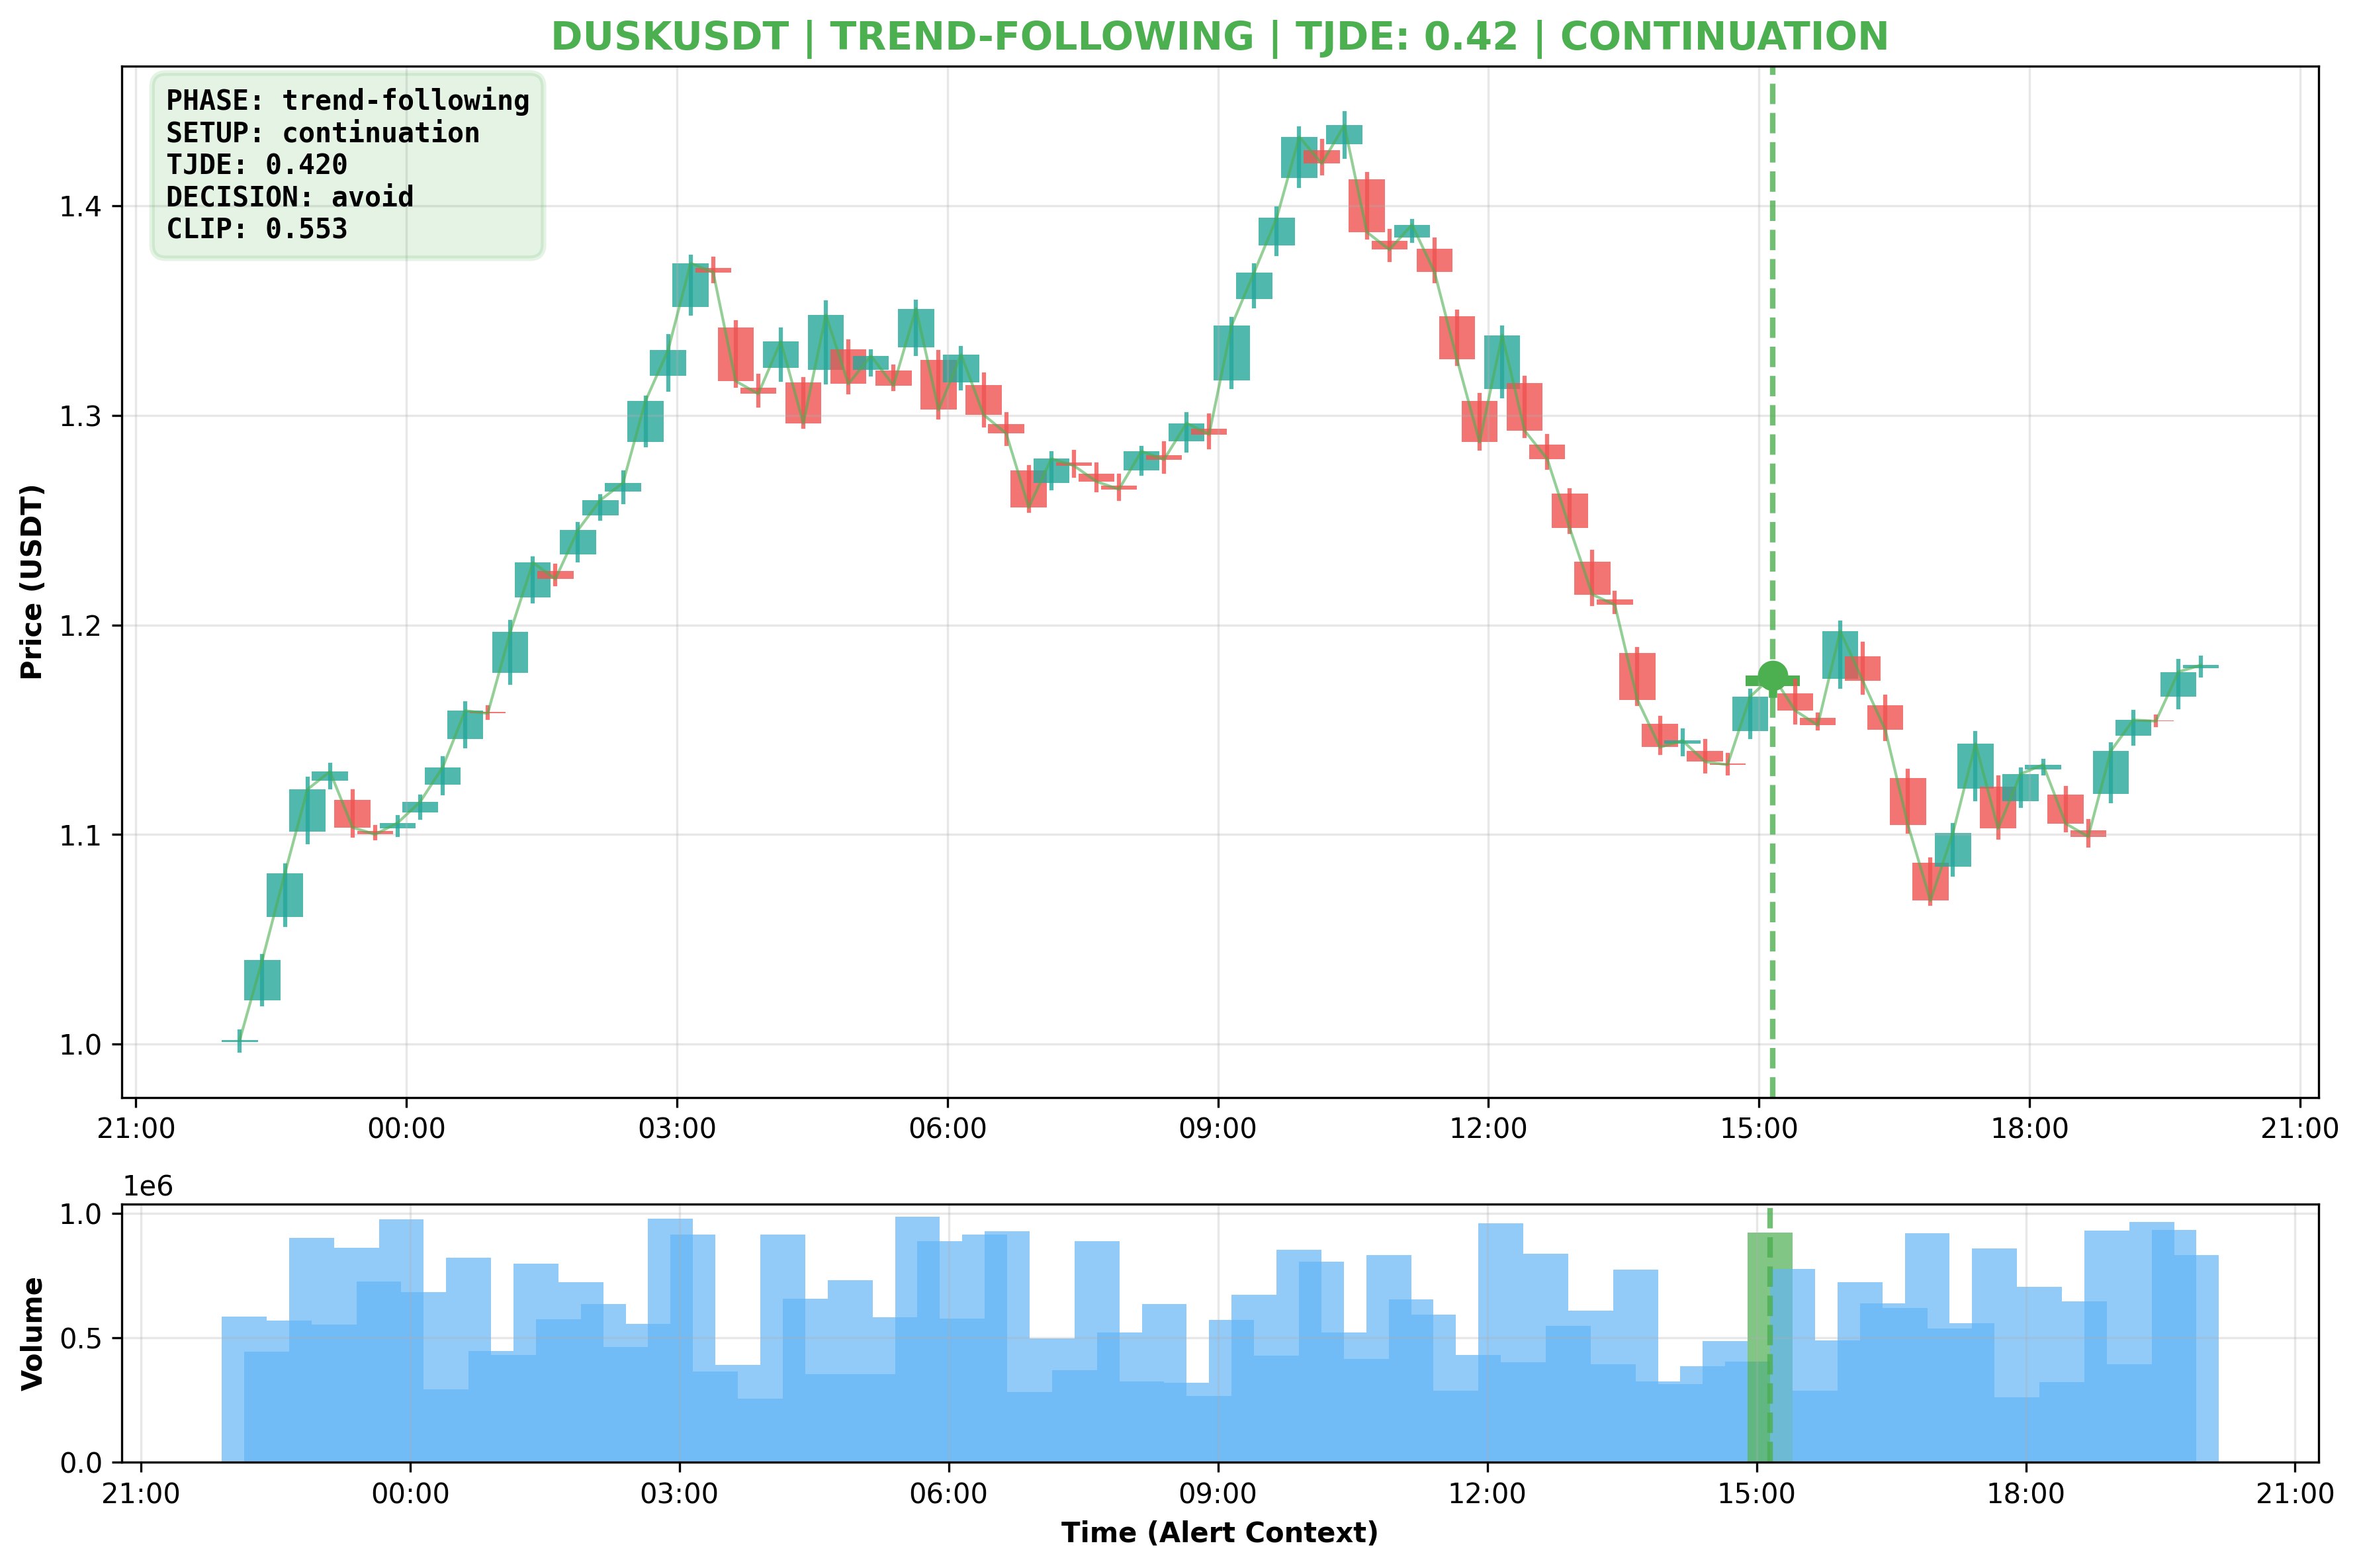 DUSKUSDT | TREND-FOLLOWING | TJDE: 0.42 | CONTINUATION
PHASE: trend-following
SETUP: continuation
TJDE: 0.420
DECISION: avoid
CLIP: 0.553
Price (USDT)
1.4
1.3
1.2
1.1
1.0
21:00 00:00 03:00 06:00 09:00 12:00 15:00 18:00 21:00
1e6
Volume
1.0
0.5
0.0
21:00 00:00 03:00 06:00 09:00 12:00 15:00 18:00 21:00
Time (Alert Context)